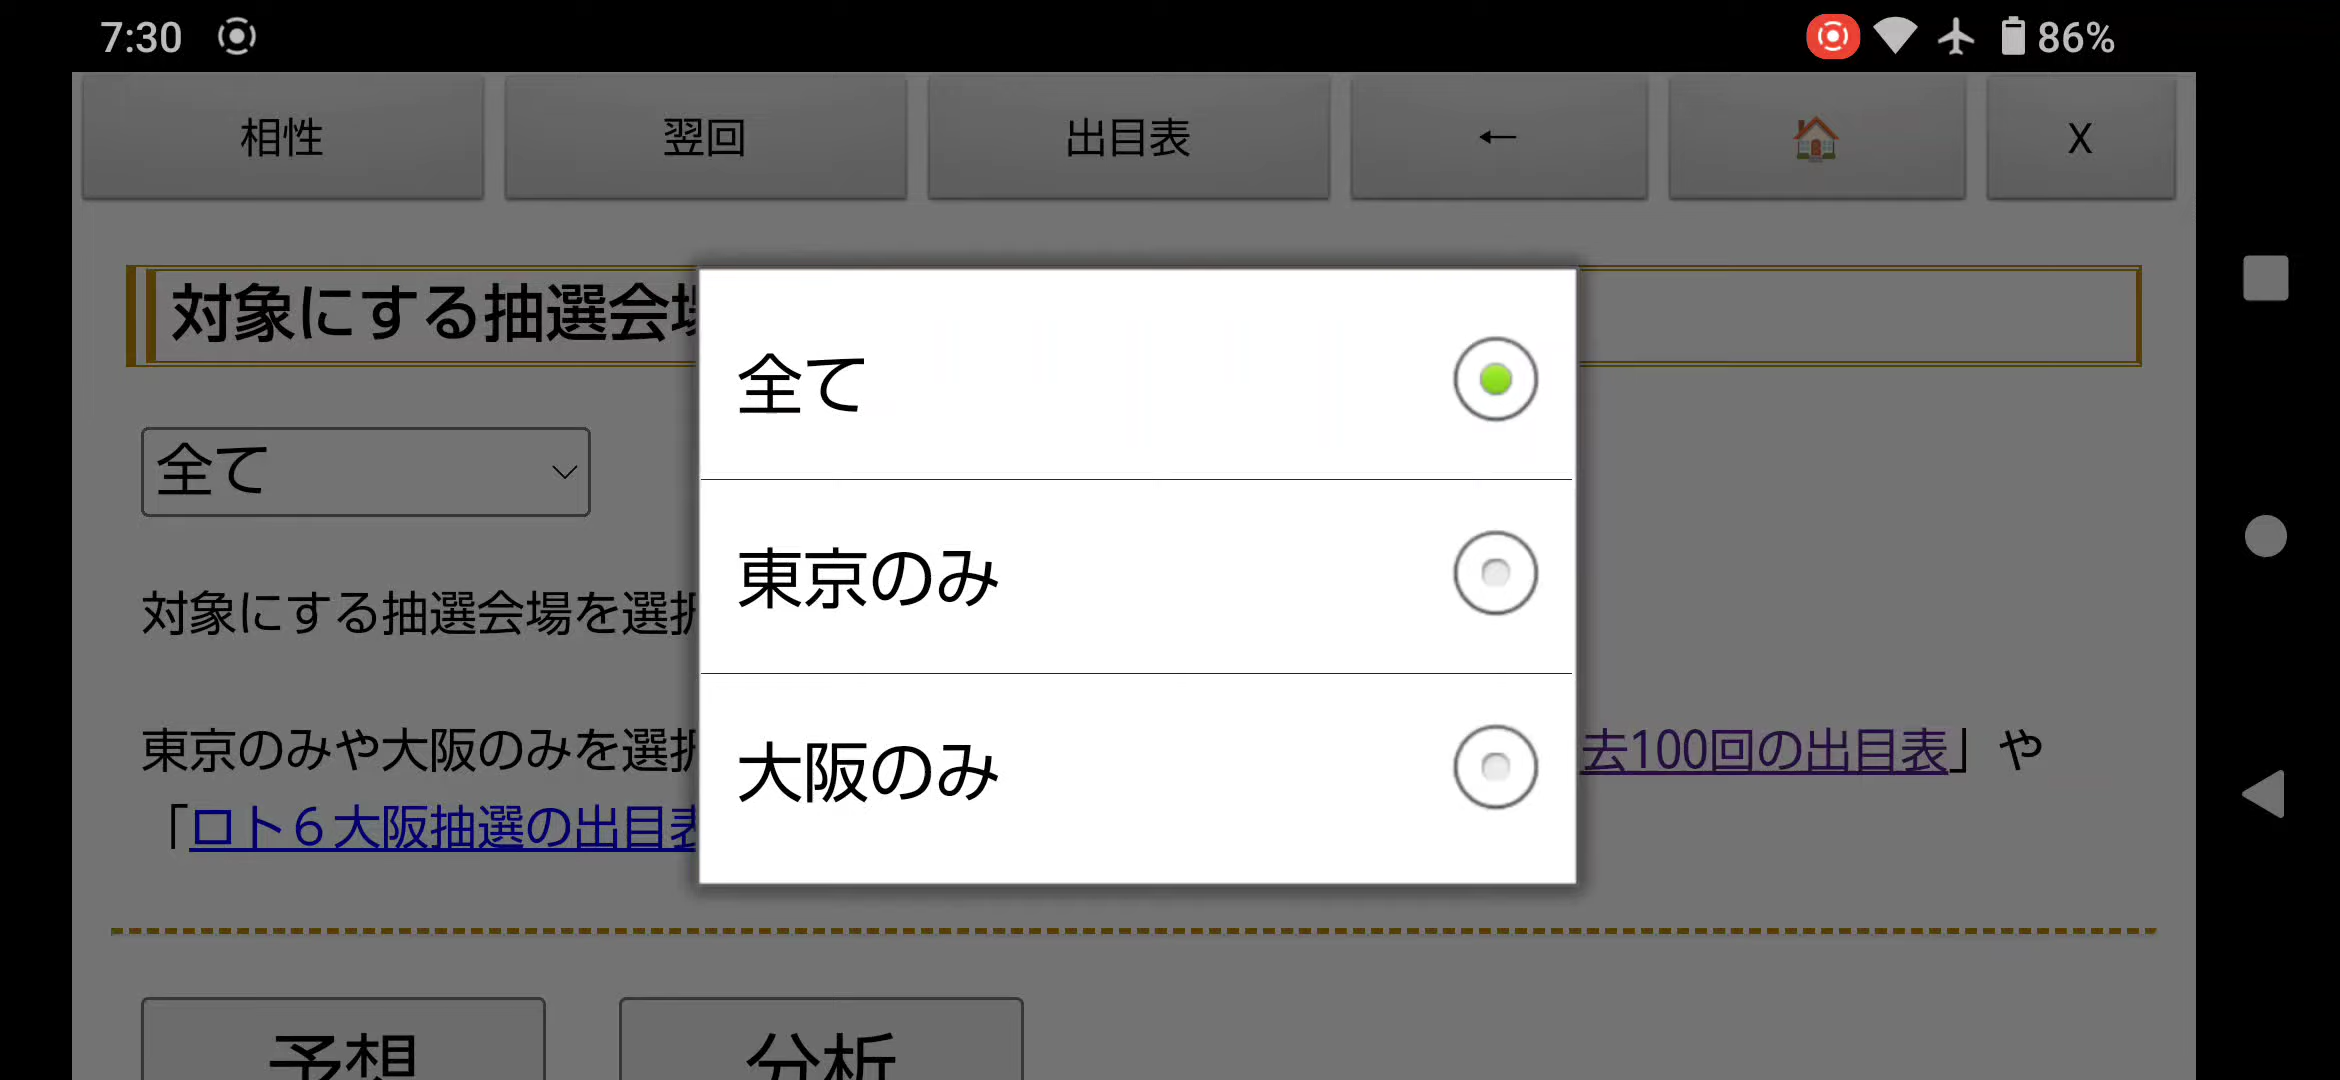 7:30 86%
相性 翌回 出目表 ← X
対象にする抽選会場
全て
対象にする抽選会場を選択
東京のみや大阪のみを選択 去100回の出目表」や
「ロト６大阪抽選の出目表
全て
東京のみ
大阪のみ
予想 分析